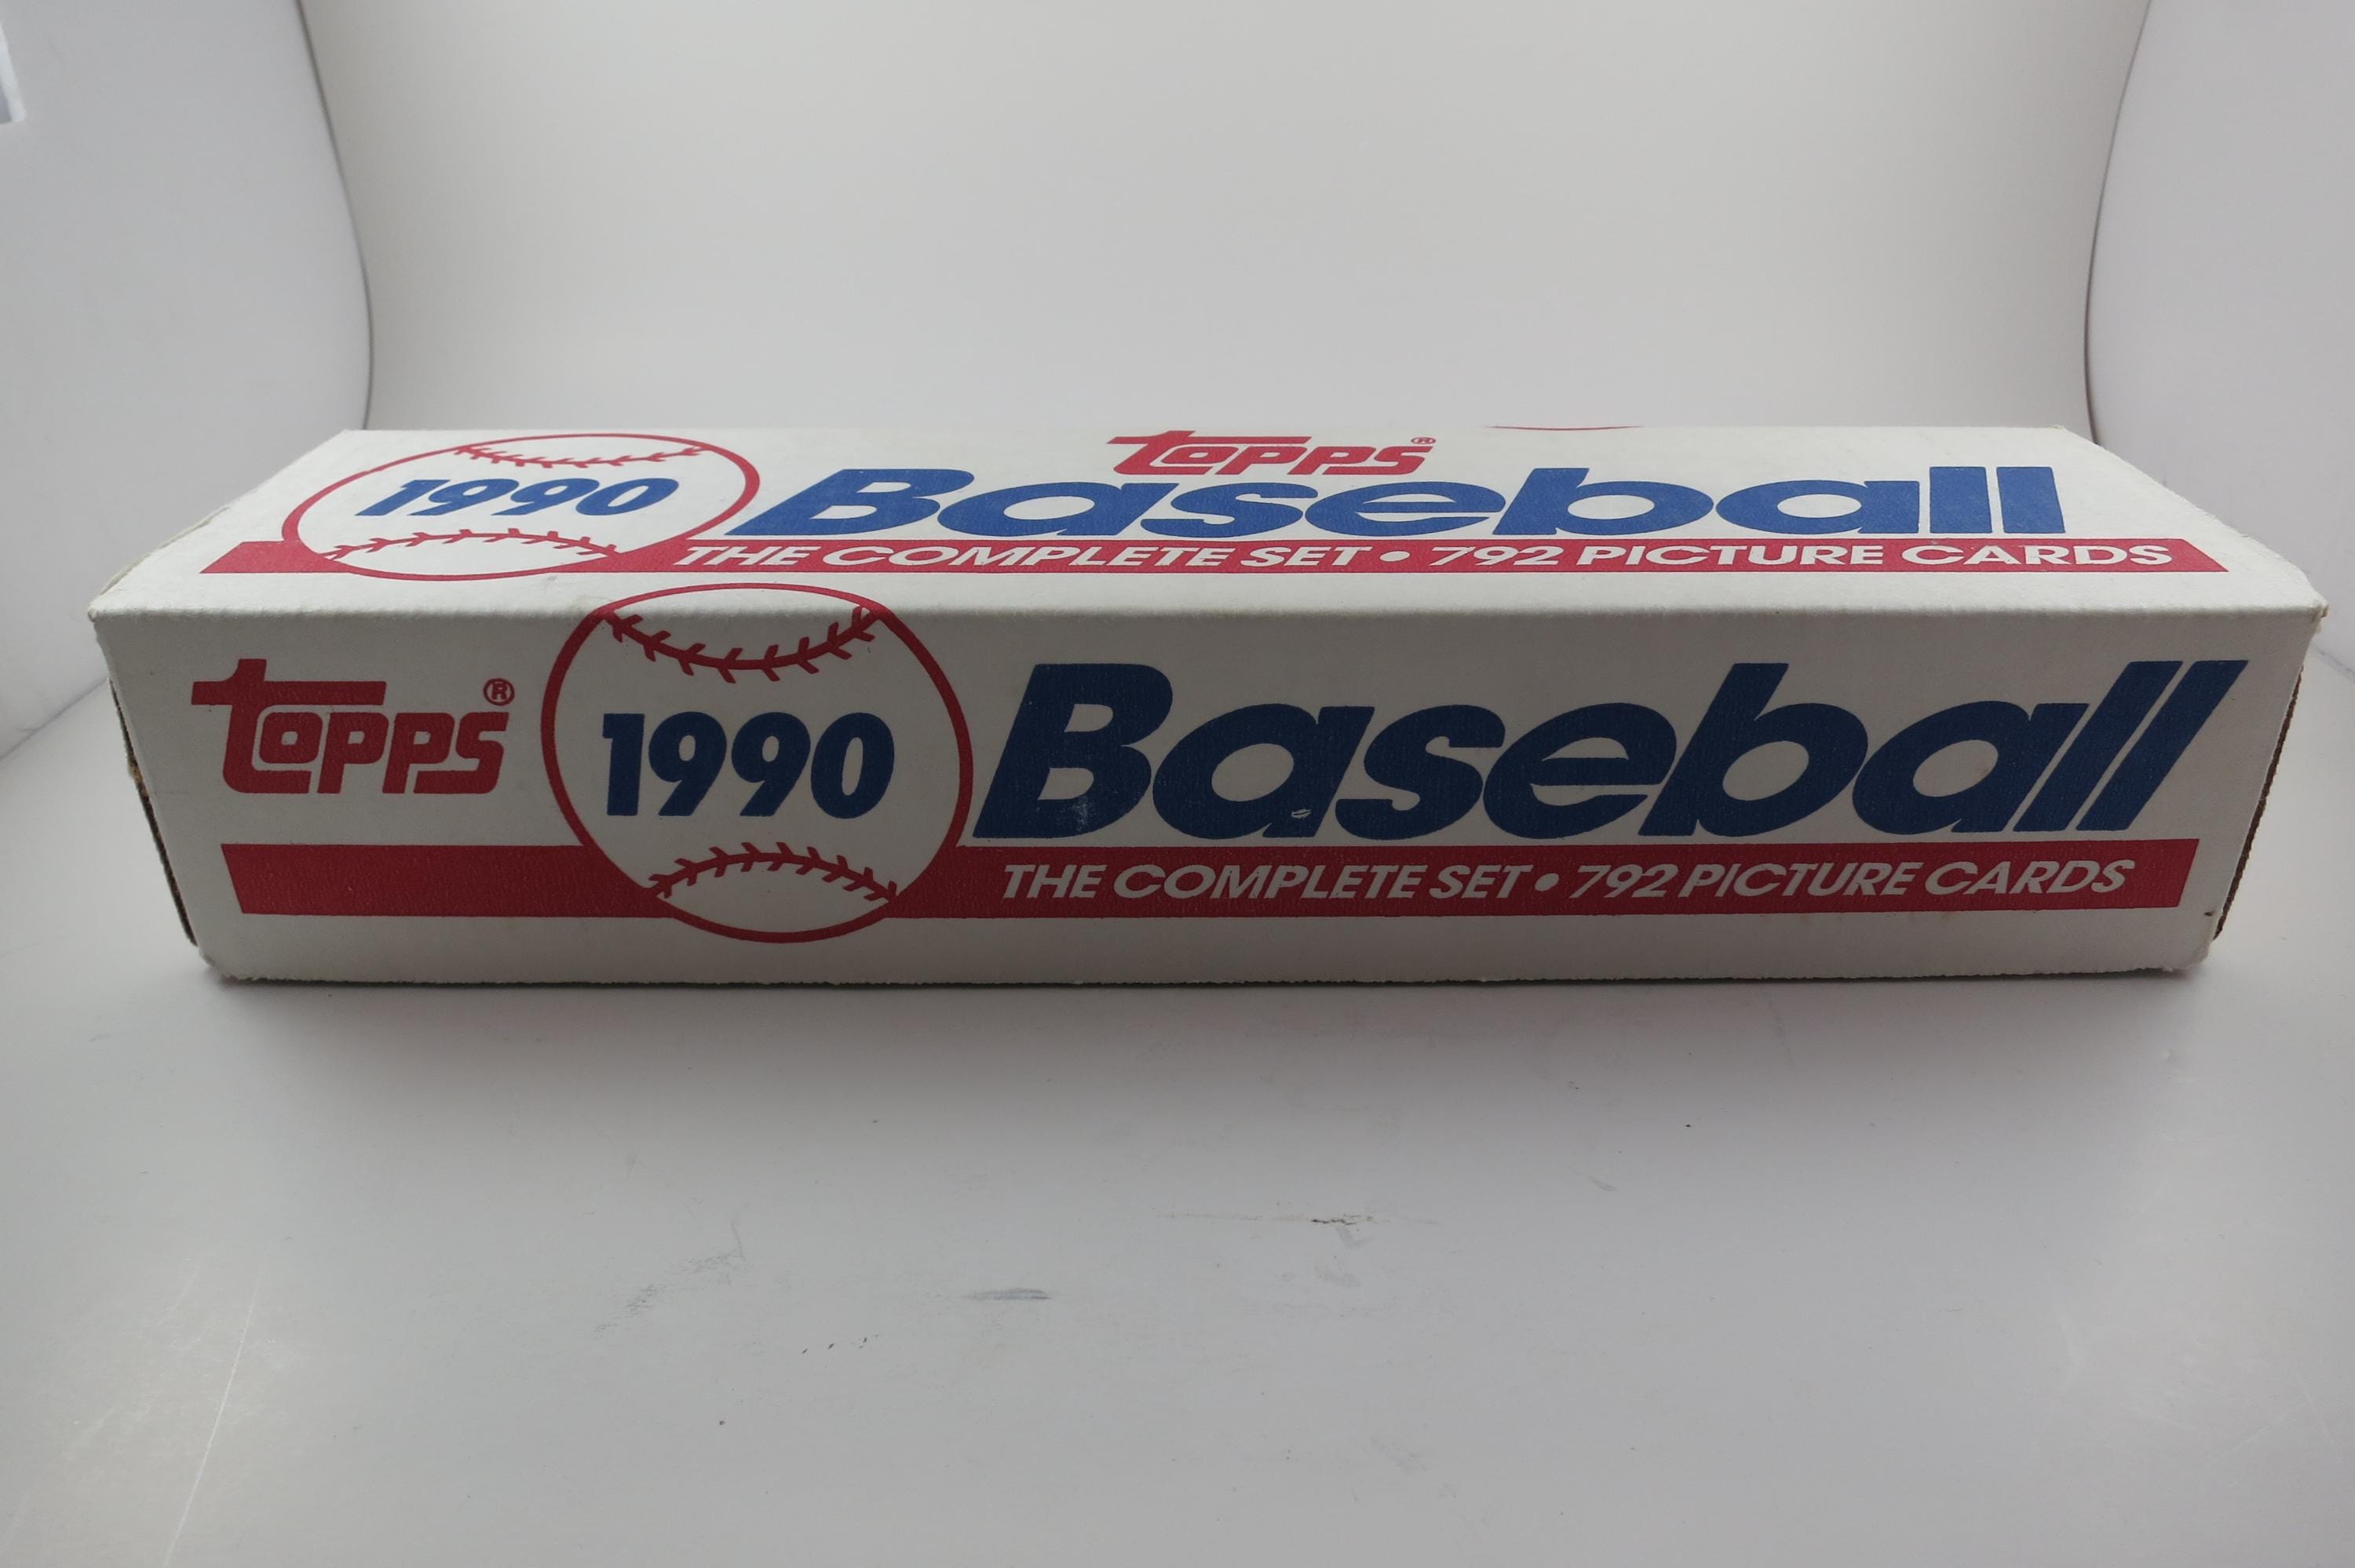 topps®
1990 Baseball
THE COMPLETE SET • 792 PICTURE CARDS
topps® 1990 Baseball
THE COMPLETE SET • 792 PICTURE CARDS